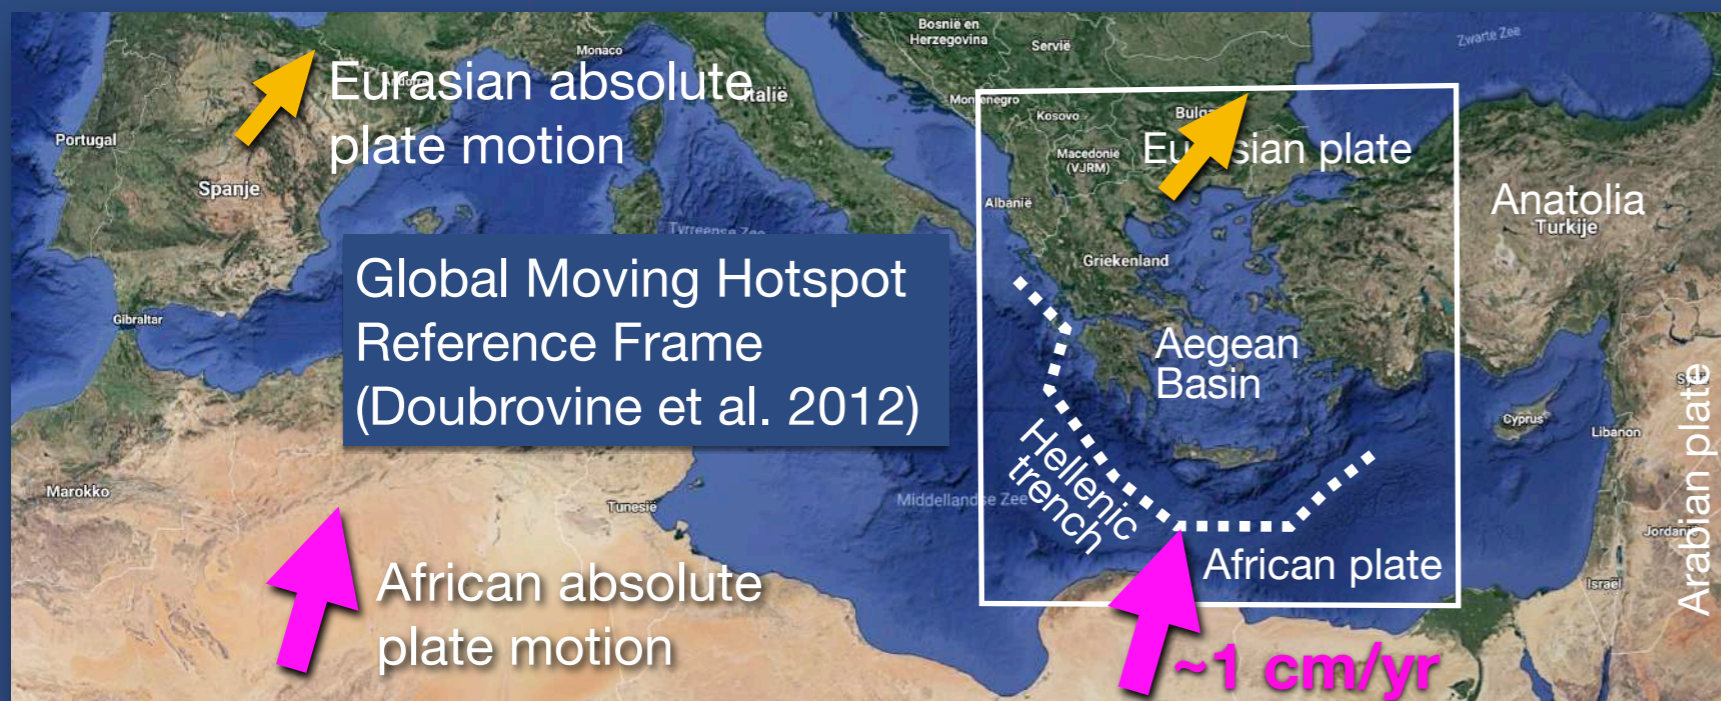 Bosnië en
Herzegovina
Servië
Zwarte Zee
Monaco
Eurasian absolute
plate motion
Italië
Montenegro
Kosovo
Portugal
Macedonië
(VJRM)
Eurasian plate
Spanje
Albanië
Anatolia
Turkije
Tyrreense Zee
Griekenland
Global Moving Hotspot
Reference Frame
(Doubrovine et al. 2012)
Gibraltar
Aegean
Basin
Arabian plate
Cyprus
Libanon
Hellenic
trench
Marokko
Tunesië
Middellandse Zee
Jordanië
African plate
Israël
African absolute
plate motion
~1 cm/yr